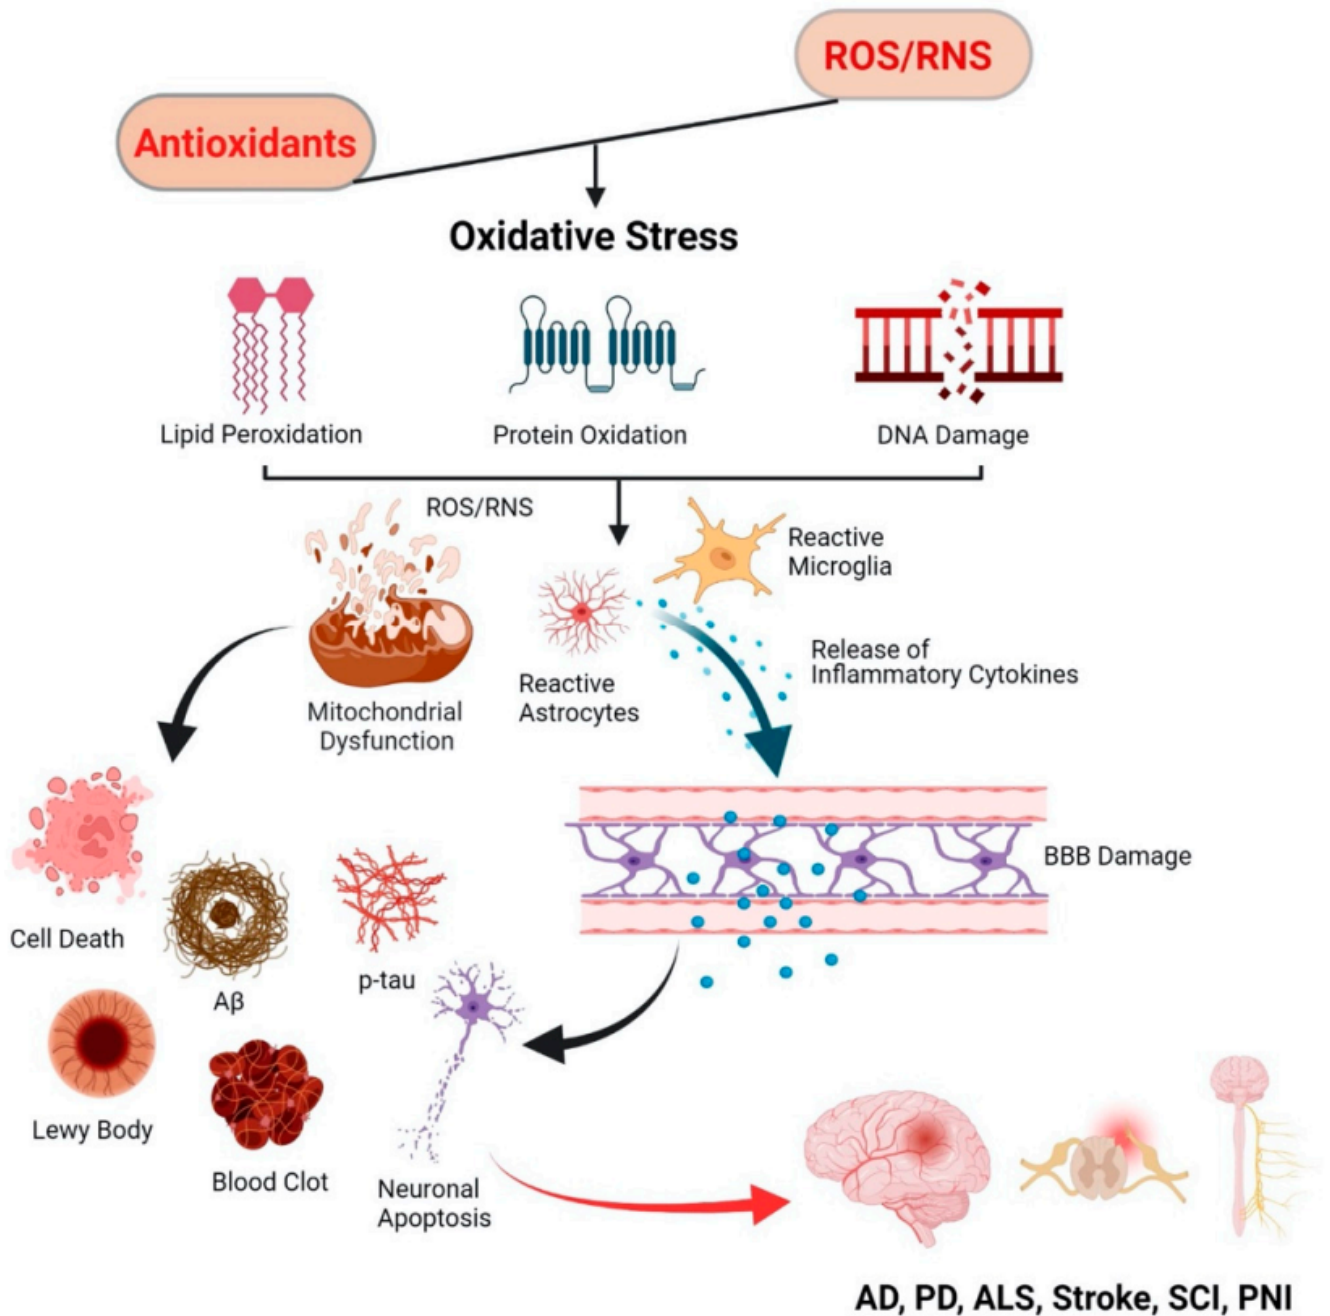 ROS/RNS
Antioxidants
Oxidative Stress
Lipid Peroxidation
Protein Oxidation
DNA Damage
ROS/RNS
Reactive
Microglia
Release of
Inflammatory Cytokines
Reactive
Astrocytes
Mitochondrial
Dysfunction
BBB Damage
Cell Death
Aβ
p-tau
Lewy Body
Blood Clot
Neuronal
Apoptosis
AD, PD, ALS, Stroke, SCI, PNI